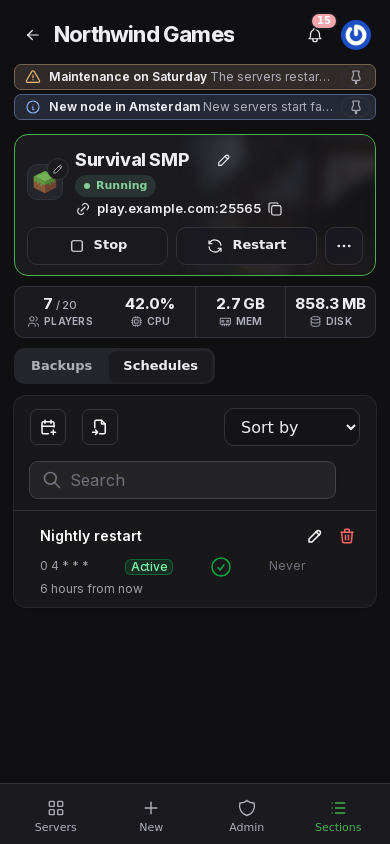 Northwind Games
15
Maintenance on Saturday The servers restar…
New node in Amsterdam New servers start fa…
Survival SMP
Running
play.example.com:25565
Stop
Restart
7 / 20
PLAYERS
42.0%
CPU
2.7 GB
MEM
858.3 MB
DISK
Backups
Schedules
Sort by
Search
Nightly restart
0 4 * * *
Active
Never
6 hours from now
Servers
New
Admin
Sections